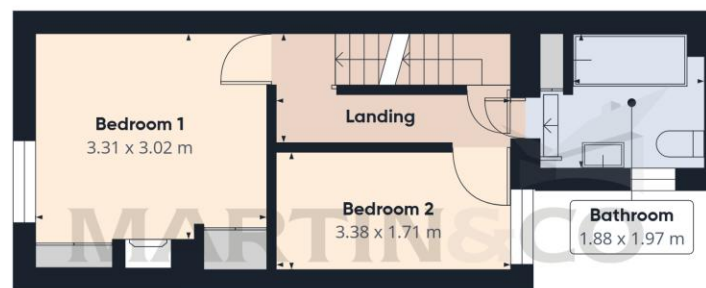 Bedroom 1
3.31 x 3.02 m
Landing
Bedroom 2
3.38 x 1.71 m
Bathroom
1.88 x 1.97 m
MARTIN&CO